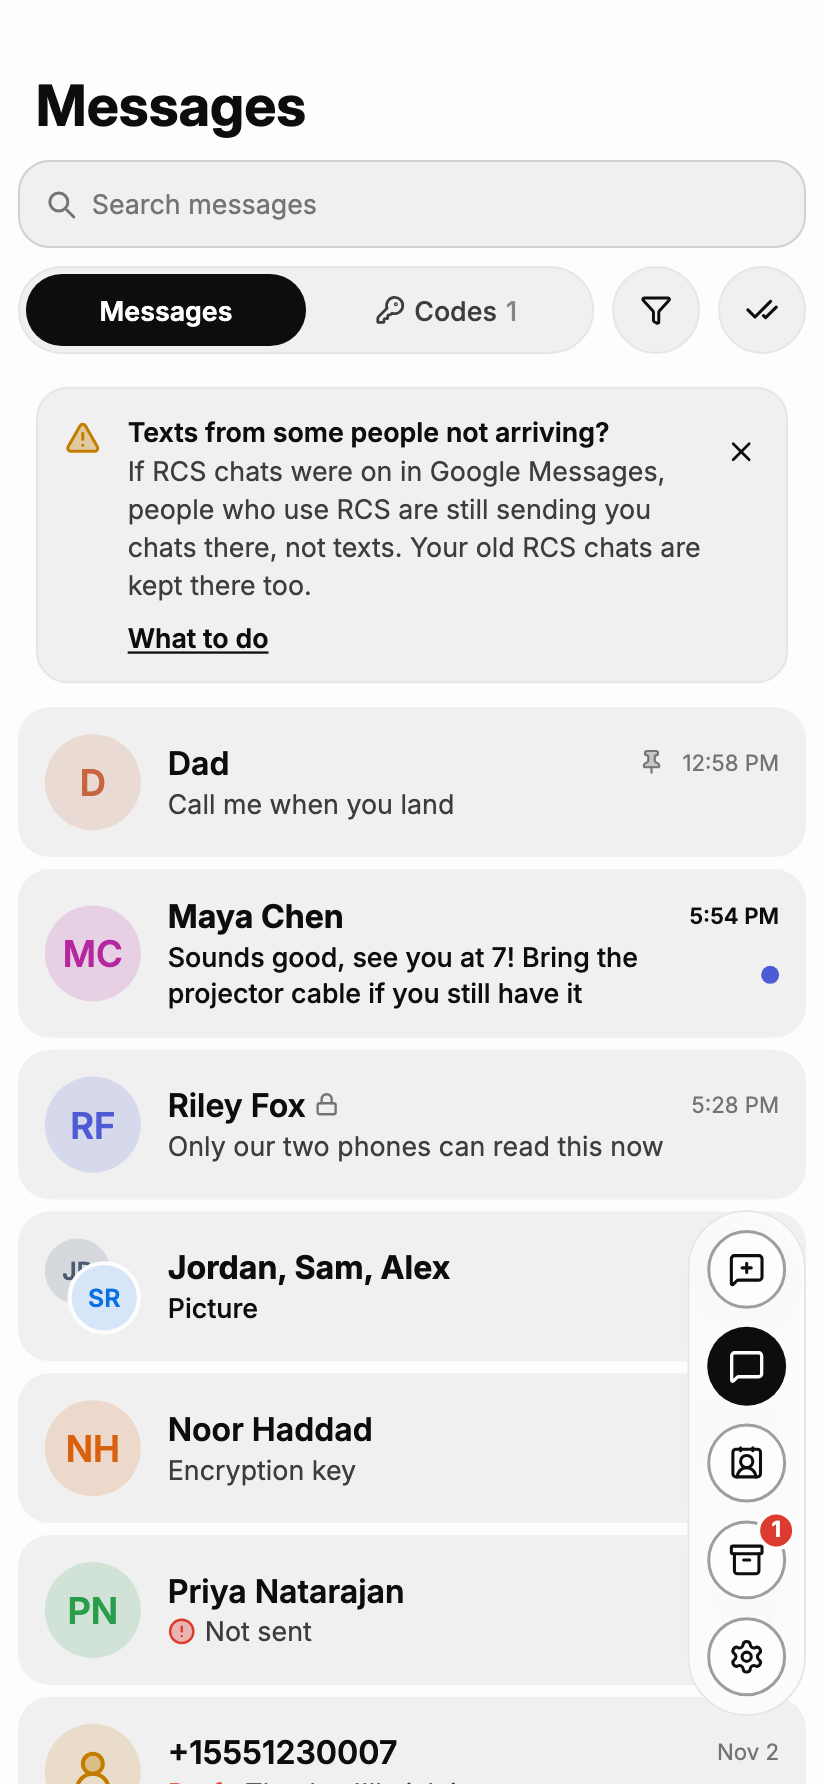 Messages
Search messages
Messages
Codes 1
Texts from some people not arriving?
If RCS chats were on in Google Messages,
people who use RCS are still sending you
chats there, not texts. Your old RCS chats are
kept there too.
What to do
D
Dad
12:58 PM
Call me when you land
MC
Maya Chen
5:54 PM
Sounds good, see you at 7! Bring the
projector cable if you still have it
RF
Riley Fox
5:28 PM
Only our two phones can read this now
SR
Jordan, Sam, Alex
Picture
NH
Noor Haddad
Encryption key
1
PN
Priya Natarajan
Not sent
+15551230007
Nov 2